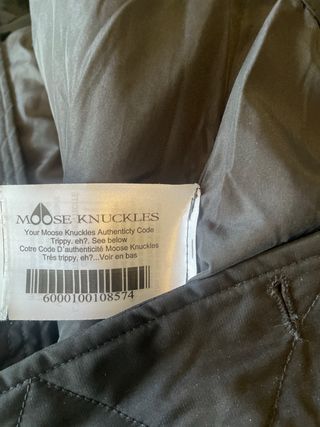 MOOSE KNUCKLES
Your Moose Knuckles Authenticty Code
Trippy, eh?. See below
Cotre Code D'authenticité Moose Knuckles
Très trippy, eh?...Voir en bas
6000100108574